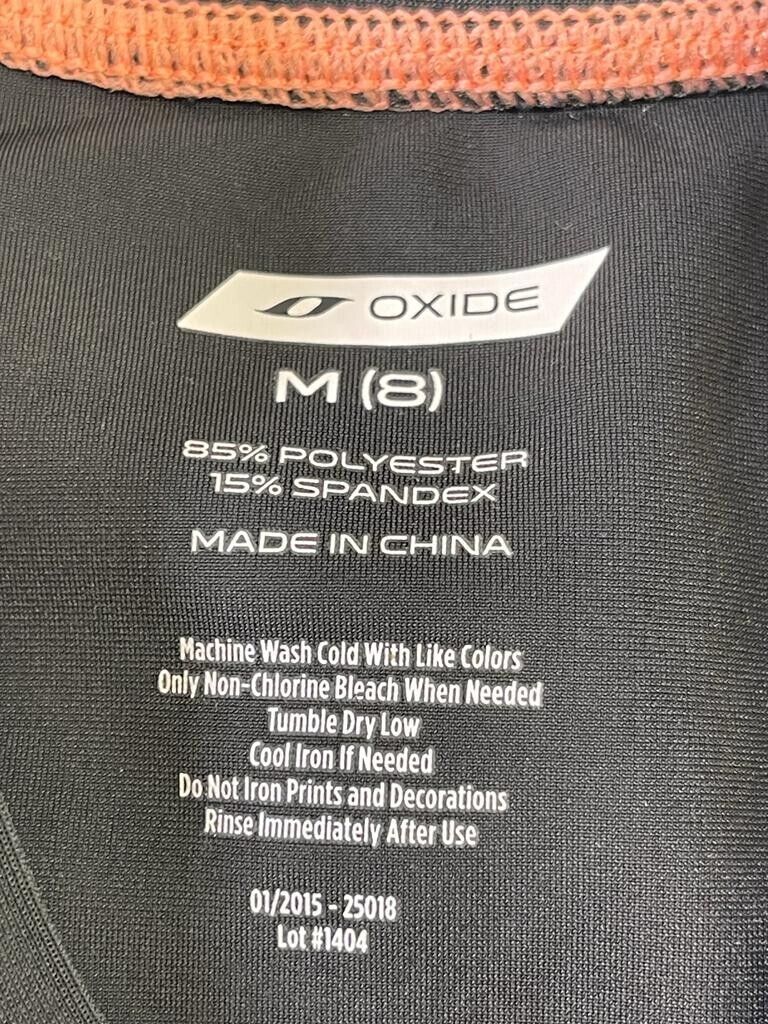 OXIDE
M (8)
85% POLYESTER
15% SPANDEX
MADE IN CHINA
Machine Wash Cold With Like Colors
Only Non-Chlorine Bleach When Needed
Tumble Dry Low
Cool Iron If Needed
Do Not Iron Prints and Decorations
Rinse Immediately After Use
01/2015 - 25018
Lot #1404